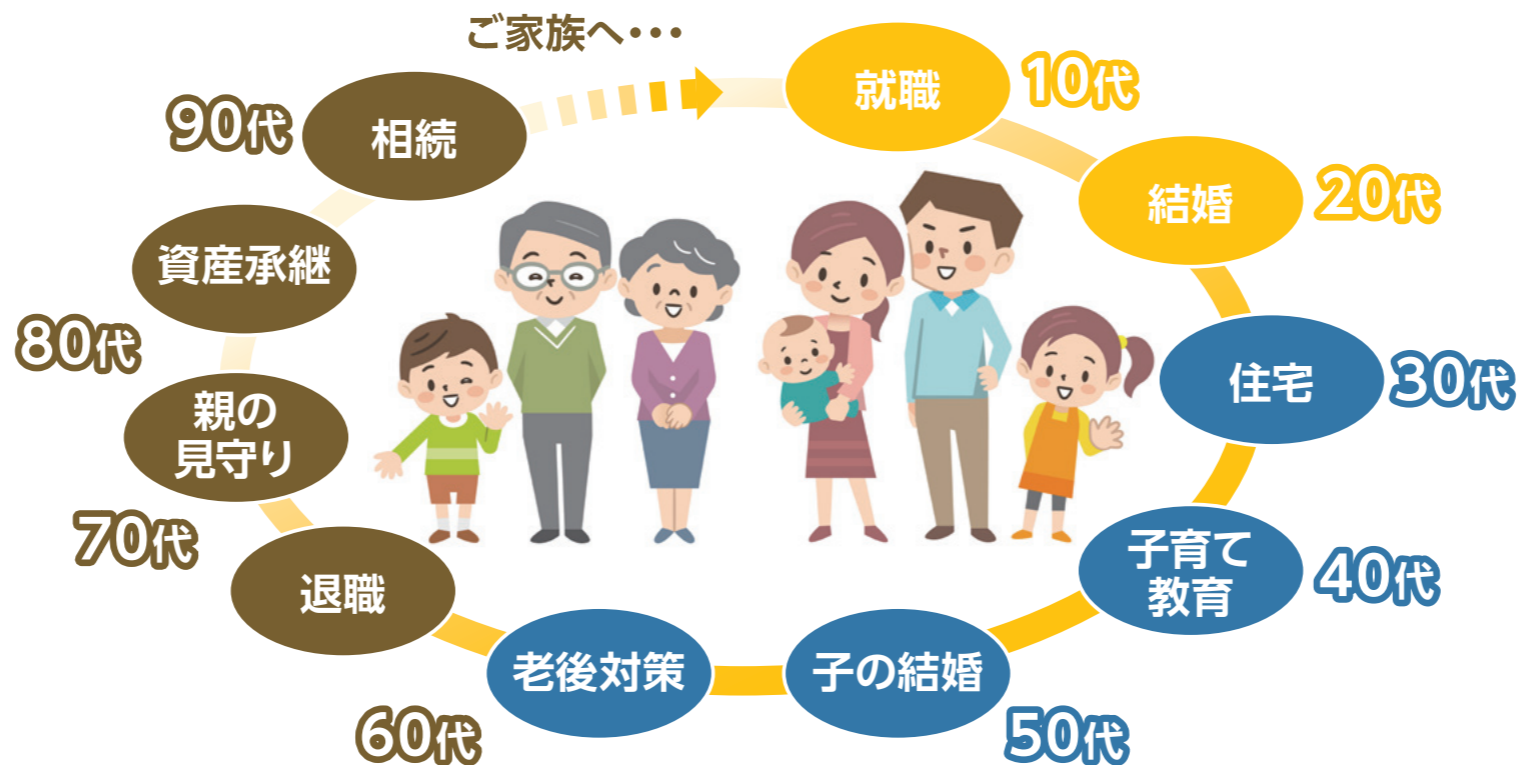 ご家族へ・・・
就職
10代
結婚
20代
住宅
30代
子育て
教育
40代
子の結婚
50代
老後対策
60代
退職
70代
親の
見守り
80代
資産承継
90代
相続